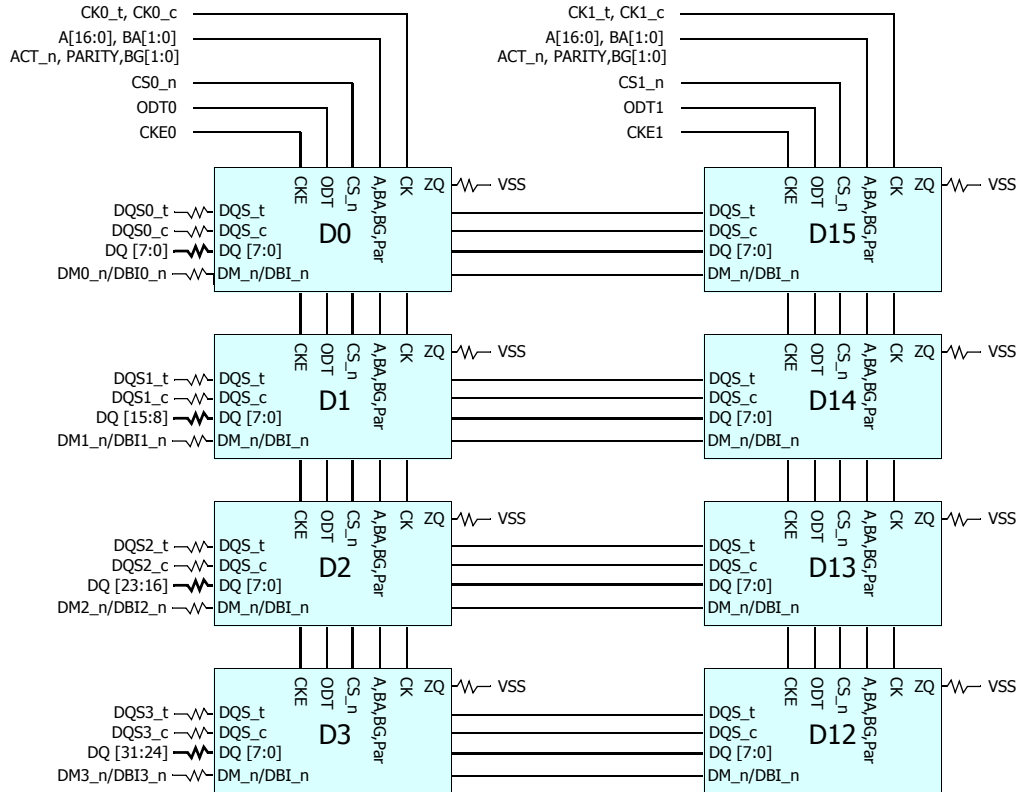 CK0_t, CK0_c
A[16:0], BA[1:0]
ACT_n, PARITY,BG[1:0]
CS0_n
ODT0
CKE0
CK1_t, CK1_c
A[16:0], BA[1:0]
ACT_n, PARITY,BG[1:0]
CS1_n
ODT1
CKE1
CKE
ODT
CS_n
A,BA,BG,Par
CK
ZQ
VSS
DQS0_t
DQS0_c
DQ [7:0]
DM0_n/DBI0_n
DQS_t
DQS_c
DQ [7:0]
DM_n/DBI_n
D0
CKE
ODT
CS_n
A,BA,BG,Par
CK
ZQ
VSS
DQS_t
DQS_c
DQ [7:0]
DM_n/DBI_n
D15
CKE
ODT
CS_n
A,BA,BG,Par
CK
ZQ
VSS
DQS1_t
DQS1_c
DQ [15:8]
DM1_n/DBI1_n
DQS_t
DQS_c
DQ [7:0]
DM_n/DBI_n
D1
CKE
ODT
CS_n
A,BA,BG,Par
CK
ZQ
VSS
DQS_t
DQS_c
DQ [7:0]
DM_n/DBI_n
D14
CKE
ODT
CS_n
A,BA,BG,Par
CK
ZQ
VSS
DQS2_t
DQS2_c
DQ [23:16]
DM2_n/DBI2_n
DQS_t
DQS_c
DQ [7:0]
DM_n/DBI_n
D2
CKE
ODT
CS_n
A,BA,BG,Par
CK
ZQ
VSS
DQS_t
DQS_c
DQ [7:0]
DM_n/DBI_n
D13
CKE
ODT
CS_n
A,BA,BG,Par
CK
ZQ
VSS
DQS3_t
DQS3_c
DQ [31:24]
DM3_n/DBI3_n
DQS_t
DQS_c
DQ [7:0]
DM_n/DBI_n
D3
CKE
ODT
CS_n
A,BA,BG,Par
CK
ZQ
VSS
DQS_t
DQS_c
DQ [7:0]
DM_n/DBI_n
D12